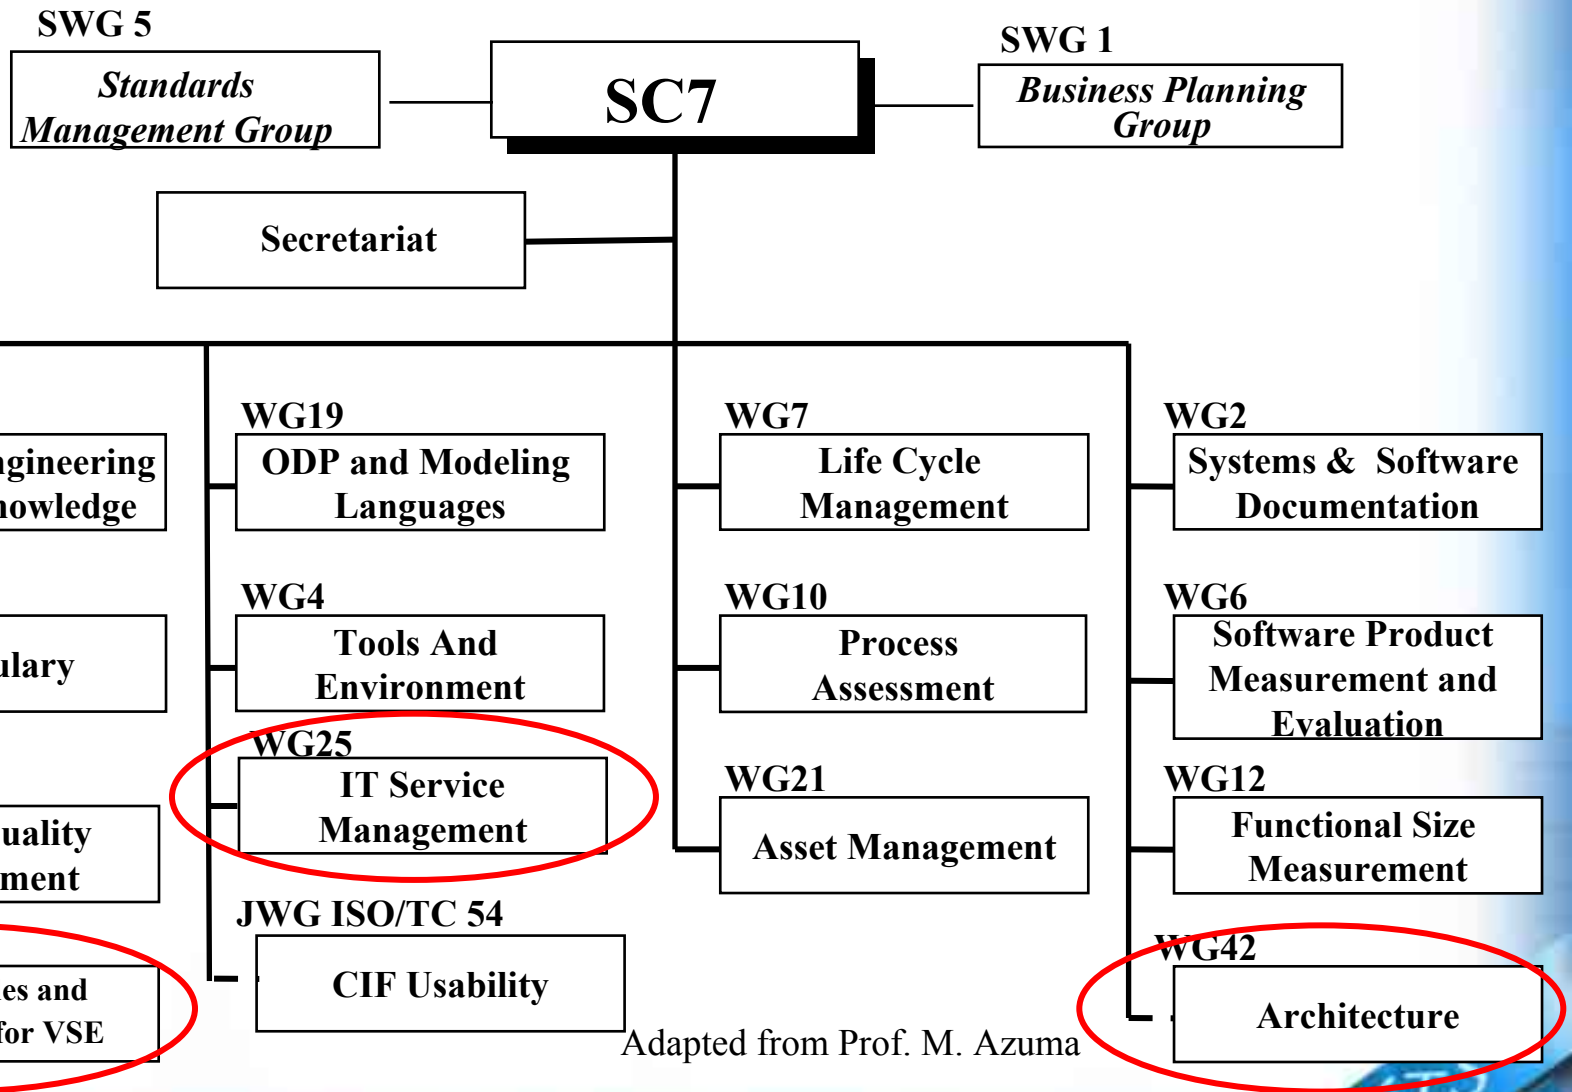 SWG 5
Standards
Management Group
SC7
SWG 1
Business Planning
Group
Secretariat
WG19
ODP and Modeling
Languages
WG7
Life Cycle
Management
WG2
Systems & Software
Documentation
WG4
Tools And
Environment
WG10
Process
Assessment
WG6
Software Product
Measurement and
Evaluation
WG25
IT Service
Management
WG21
Asset Management
WG12
Functional Size
Measurement
JWG ISO/TC 54
CIF Usability
and
for VSE
WG42
Architecture
Adapted from Prof. M. Azuma